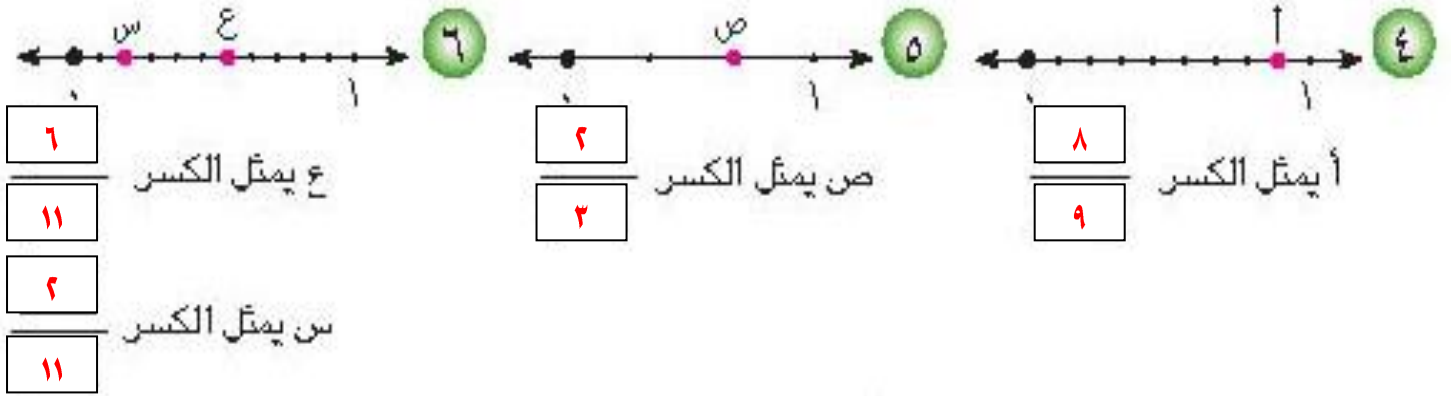 ٤ أ ٠ ١
أ يمثل الكسر ٨ / ٩
٥ ص ٠ ١
ص يمثل الكسر ٢ / ٣
٦ س ع ٠ ١
ع يمثل الكسر ٦ / ١١
س يمثل الكسر ٢ / ١١